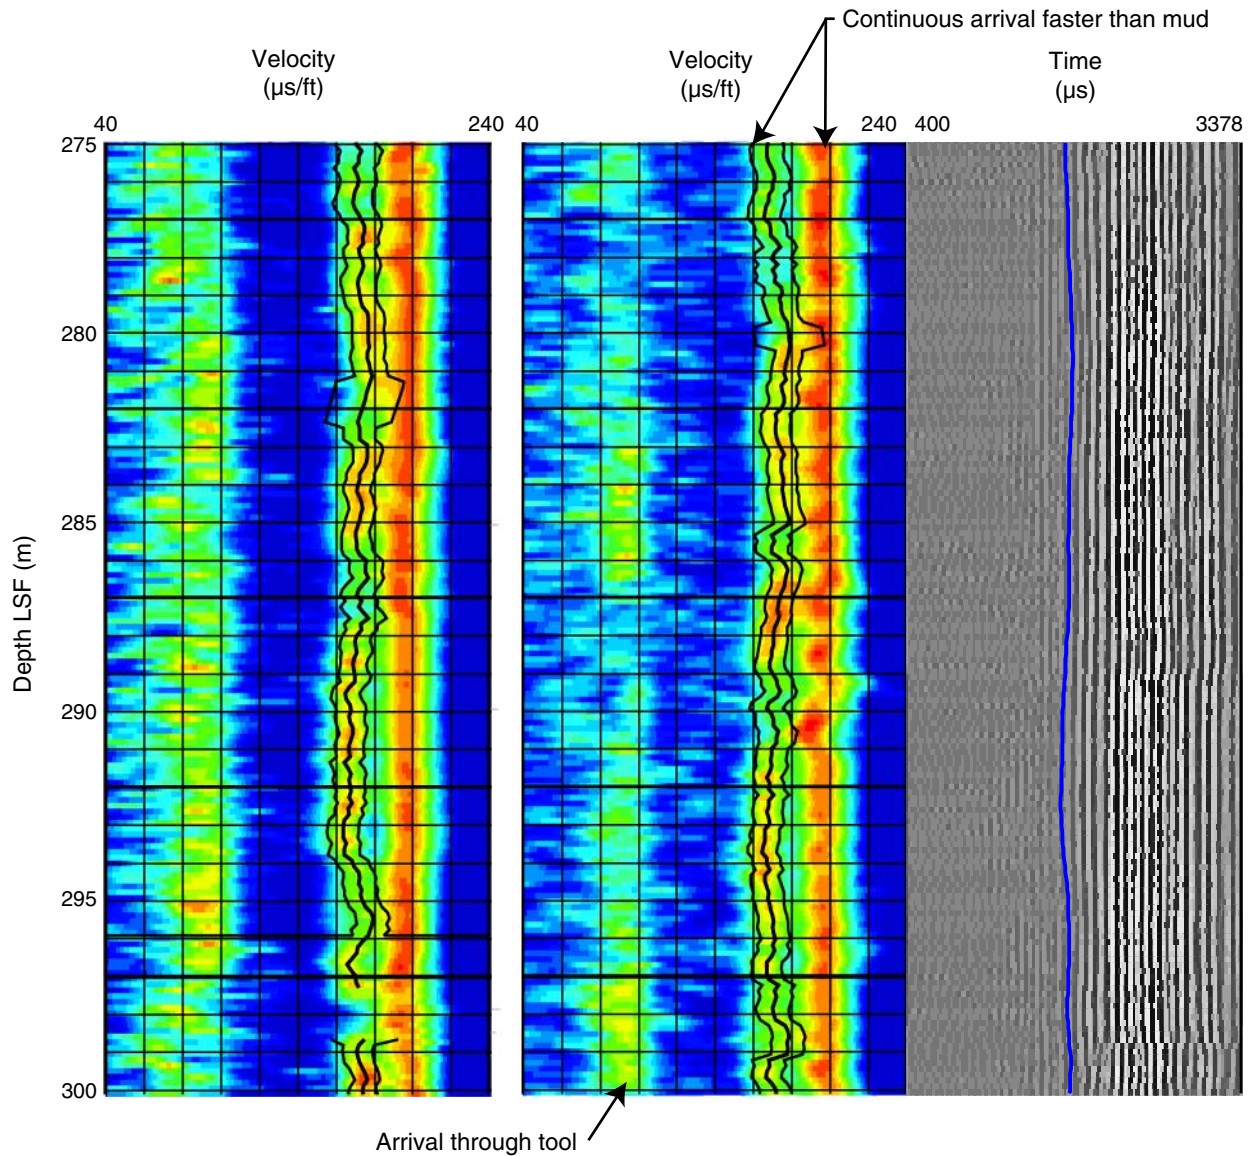 Continuous arrival faster than mud
Velocity
(µs/ft)
Velocity
(µs/ft)
Time
(µs)
40 240 40 240 400 3378
275
280
285
290
295
300
Depth LSF (m)
Arrival through tool